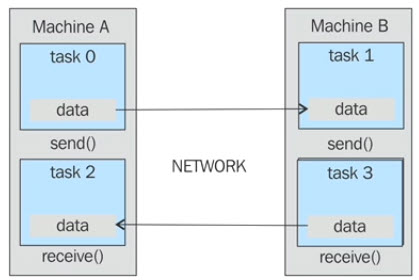 Machine A
task 0
data
send()
task 2
data
receive()
NETWORK
Machine B
task 1
data
send()
task 3
data
receive()